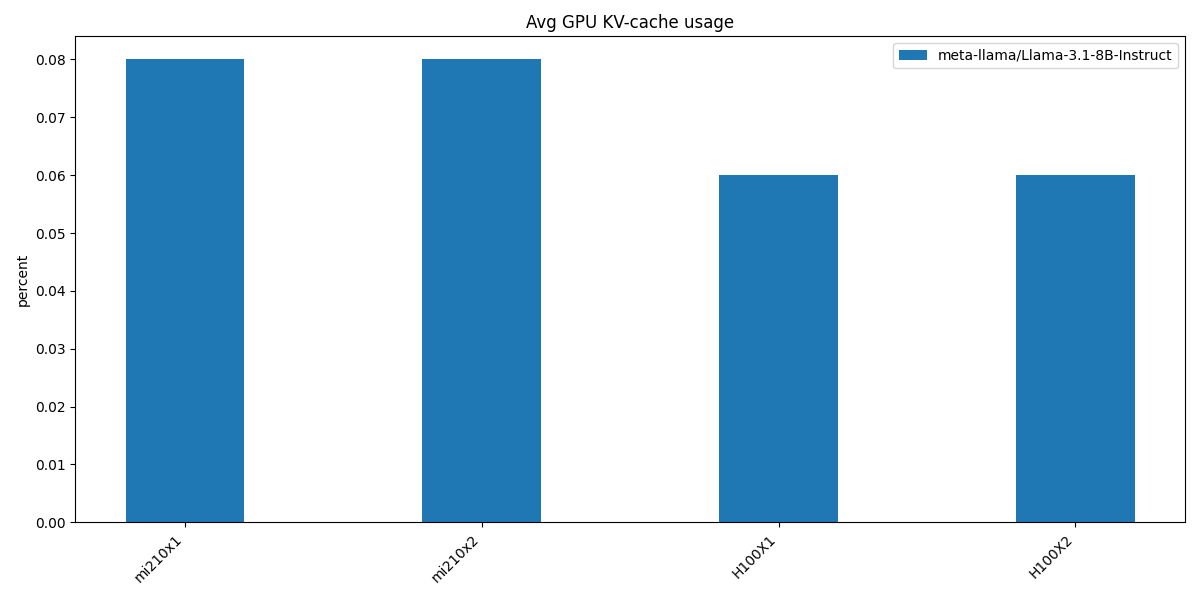 Avg GPU KV-cache usage
meta-llama/Llama-3.1-8B-Instruct
percent
0.08
0.07
0.06
0.05
0.04
0.03
0.02
0.01
0.00
mi210x1
mi210x2
H100X1
H100X2